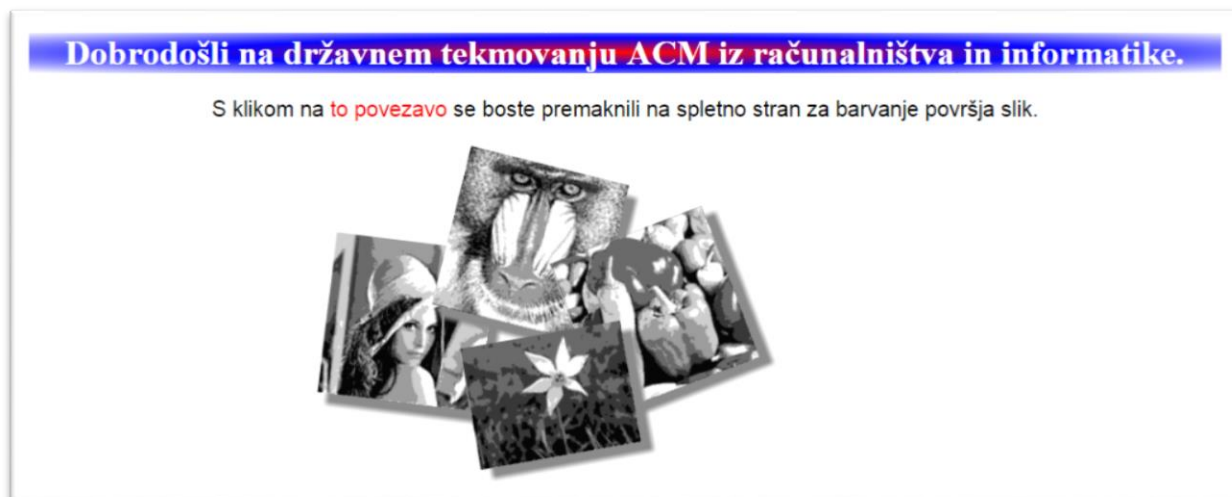 Dobrodošli na državnem tekmovanju ACM iz računalništva in informatike.
S klikom na to povezavo se boste premaknili na spletno stran za barvanje površja slik.